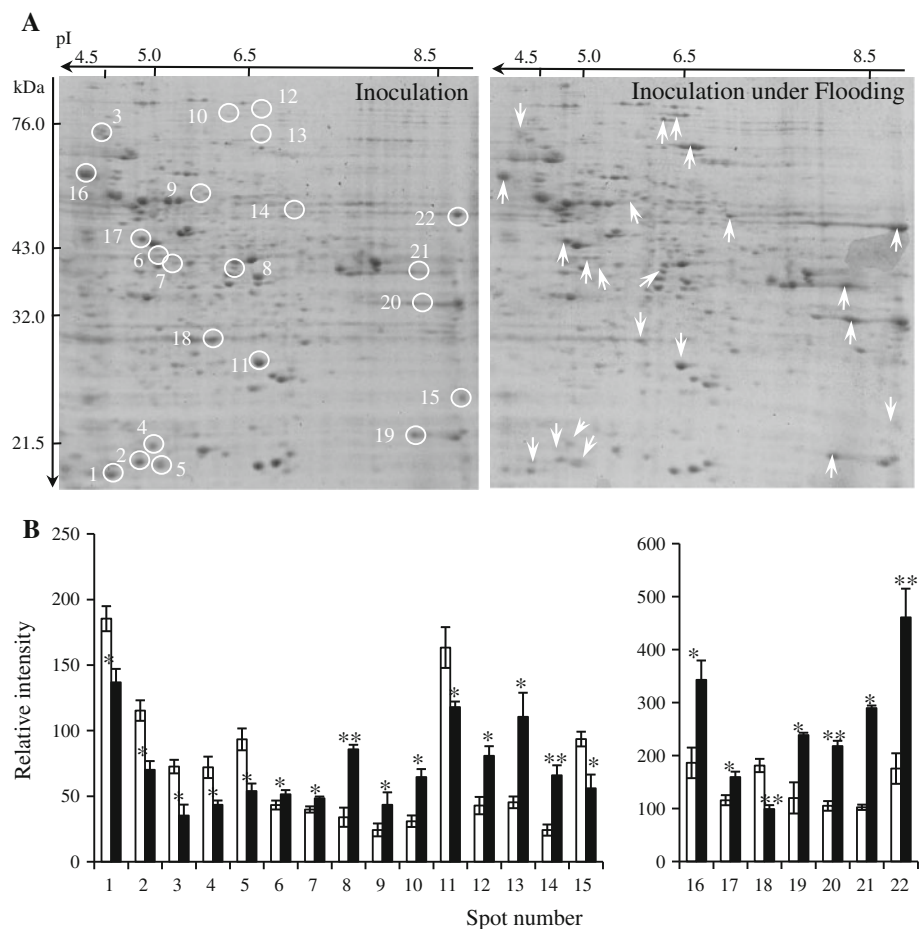 A
pI
4.5 5.0 6.5 8.5
4.5 5.0 6.5 8.5
kDa
Inoculation
Inoculation under Flooding
76.0
43.0
32.0
21.5
3
10
12
13
16
9
14
22
17
6
7
8
21
20
18
11
15
19
4
2
1
5
B
Relative intensity
250
200
150
100
50
0
* * * * * * * ** * * * * * ** *
1 2 3 4 5 6 7 8 9 10 11 12 13 14 15
600
500
400
300
200
100
0
* * ** * ** * **
16 17 18 19 20 21 22
Spot number